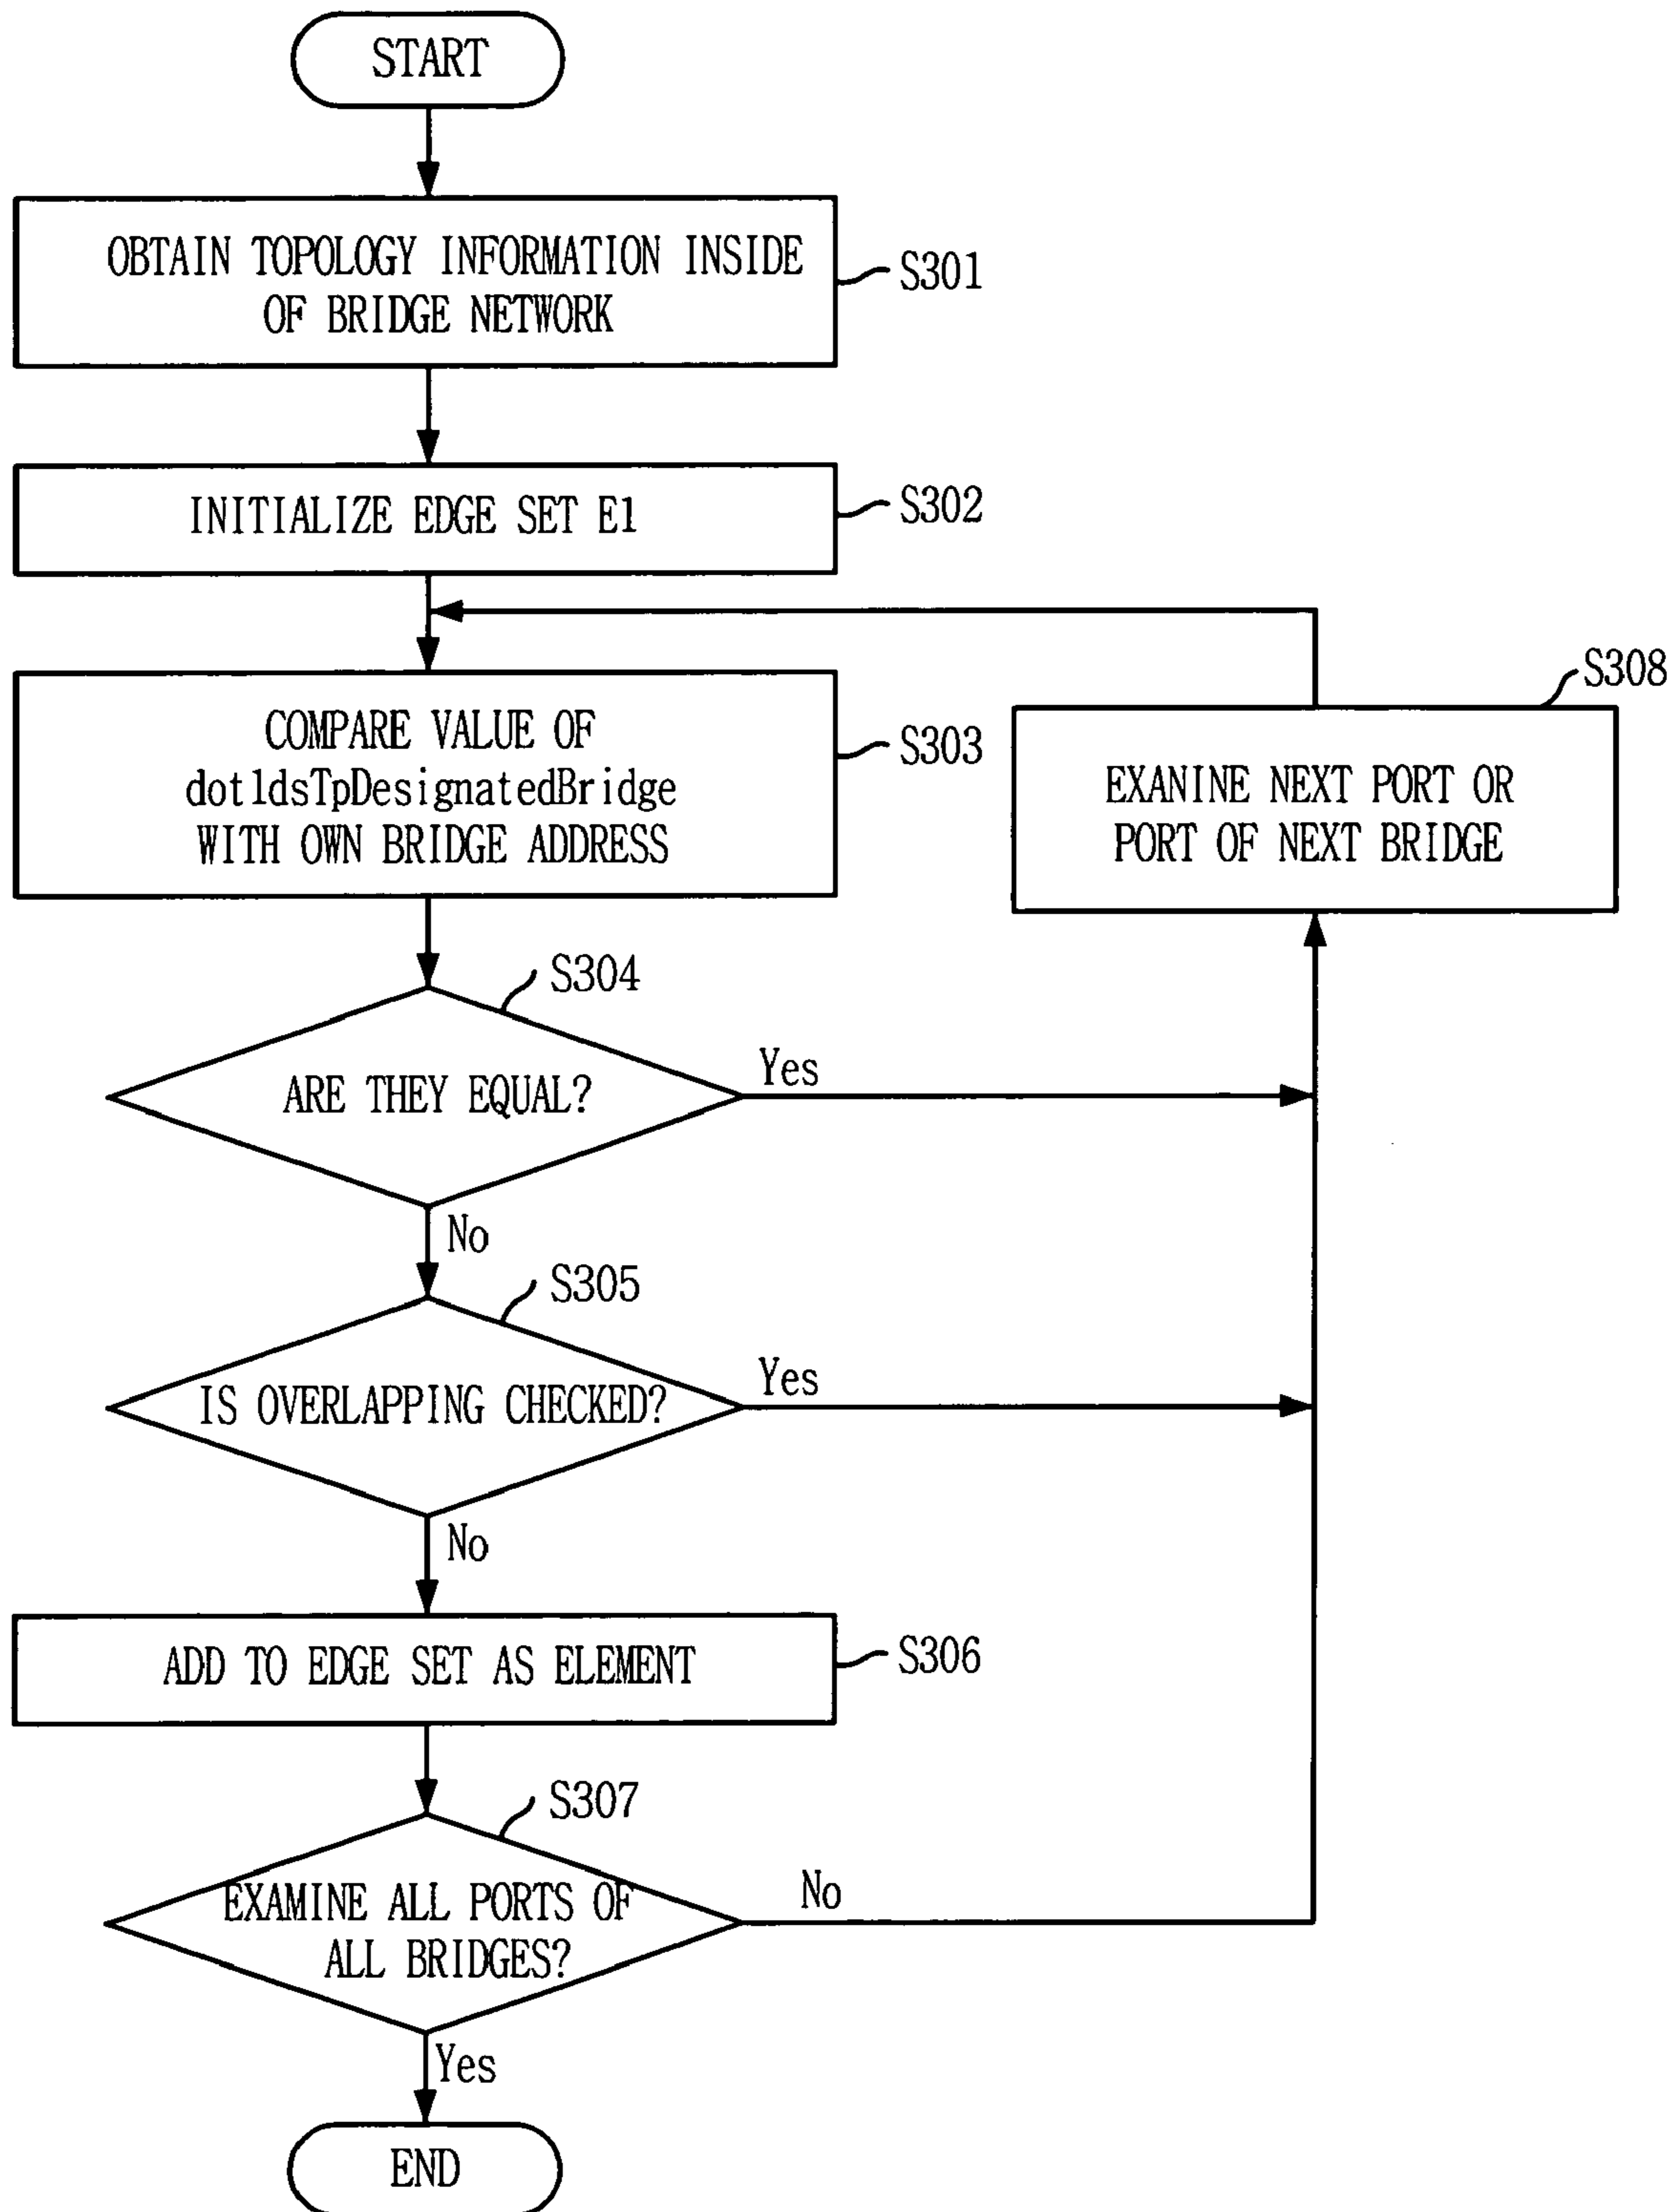 START
OBTAIN TOPOLOGY INFORMATION INSIDE
OF BRIDGE NETWORK
S301
INITIALIZE EDGE SET E1
S302
COMPARE VALUE OF
dot1dsTpDesignatedBridge
WITH OWN BRIDGE ADDRESS
S303
S308
EXANINE NEXT PORT OR
PORT OF NEXT BRIDGE
S304
ARE THEY EQUAL?
Yes
No
S305
IS OVERLAPPING CHECKED?
Yes
No
ADD TO EDGE SET AS ELEMENT
S306
S307
EXAMINE ALL PORTS OF
ALL BRIDGES?
No
Yes
END